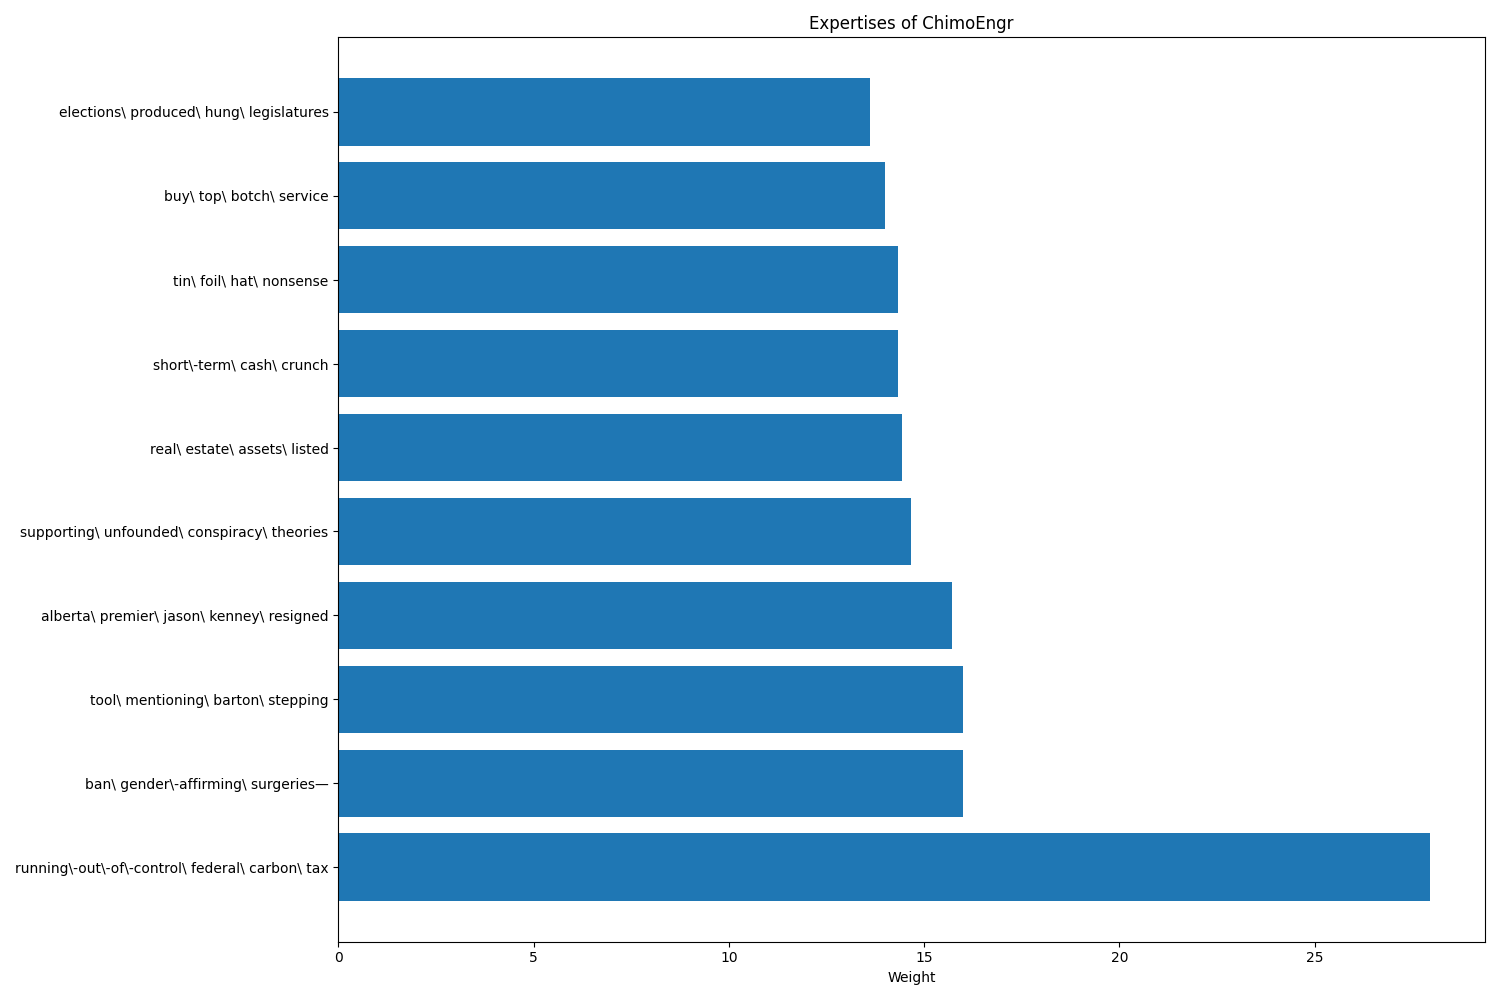 Expertises of ChimoEngr
elections\ produced\ hung\ legislatures
buy\ top\ botch\ service
tin\ foil\ hat\ nonsense
short\-term\ cash\ crunch
real\ estate\ assets\ listed
supporting\ unfounded\ conspiracy\ theories
alberta\ premier\ jason\ kenney\ resigned
tool\ mentioning\ barton\ stepping
ban\ gender\-affirming\ surgeries—
running\-out\-of\-control\ federal\ carbon\ tax
0 5 10 15 20 25
Weight